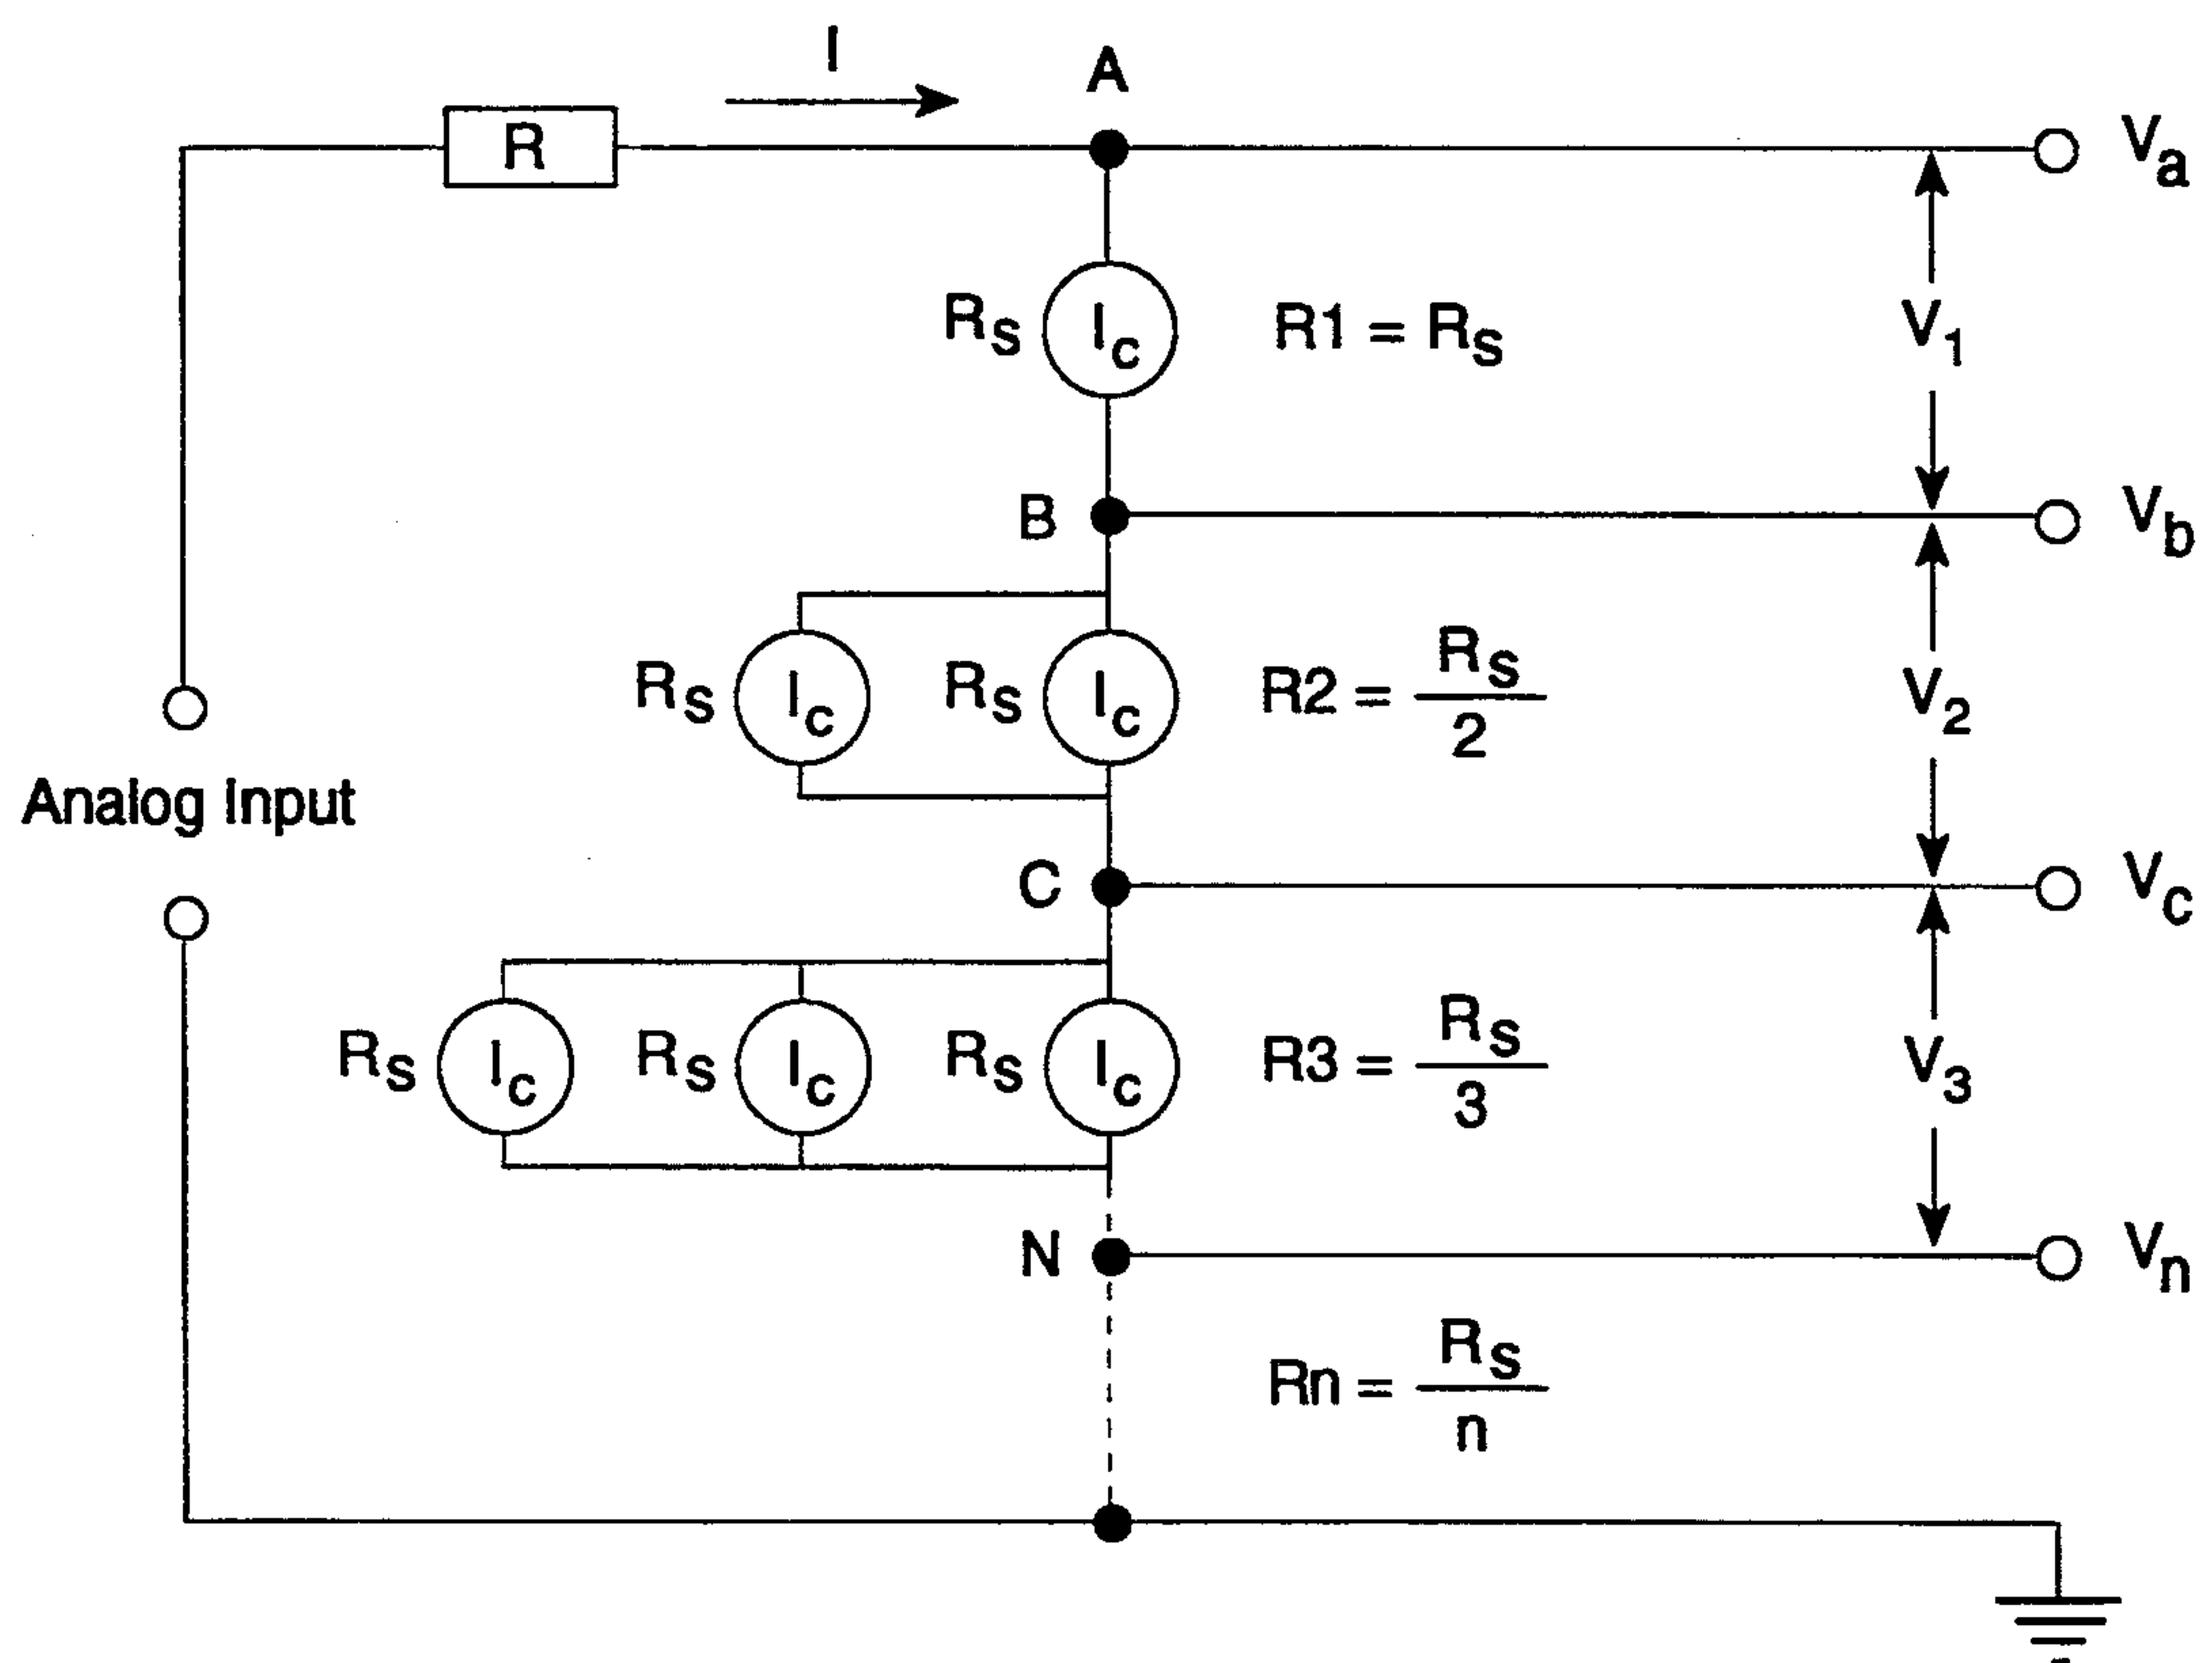 I
A
R
Va
Rs Ic R1 = Rs V1
B Vb
Rs Ic Rs Ic R2 = Rs/2 V2
Analog Input
C Vc
Rs Ic Rs Ic Rs Ic R3 = Rs/3 V3
N Vn
Rn = Rs/n